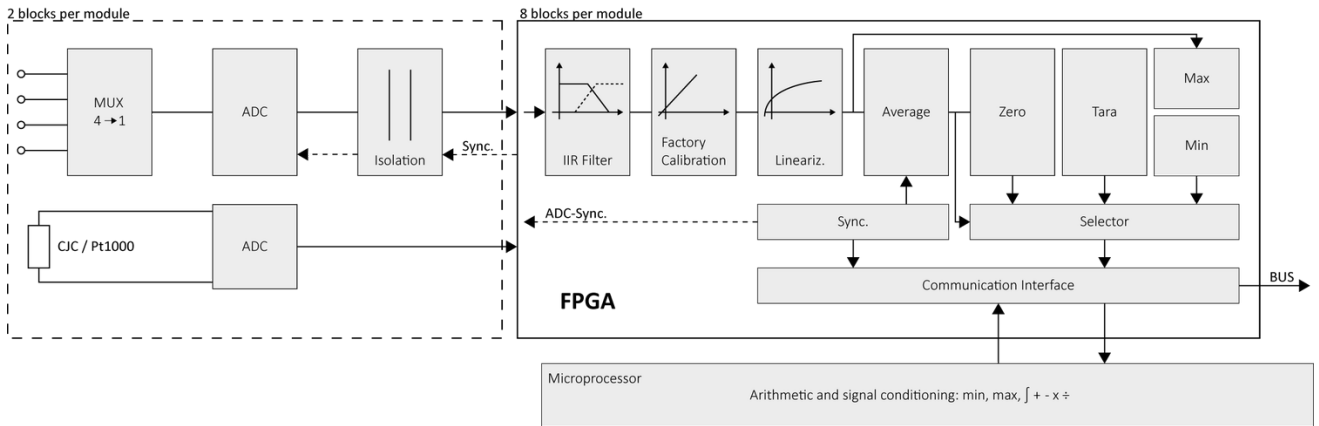 2 blocks per module
8 blocks per module
MUX
4→1
ADC
Isolation
Sync.
IIR Filter
Factory
Calibration
Lineariz.
Average
Zero
Tara
Max
Min
CJC / Pt1000
ADC
ADC-Sync.
Sync.
Selector
Communication Interface
BUS
FPGA
Microprocessor
Arithmetic and signal conditioning: min, max, ∫ + - x ÷